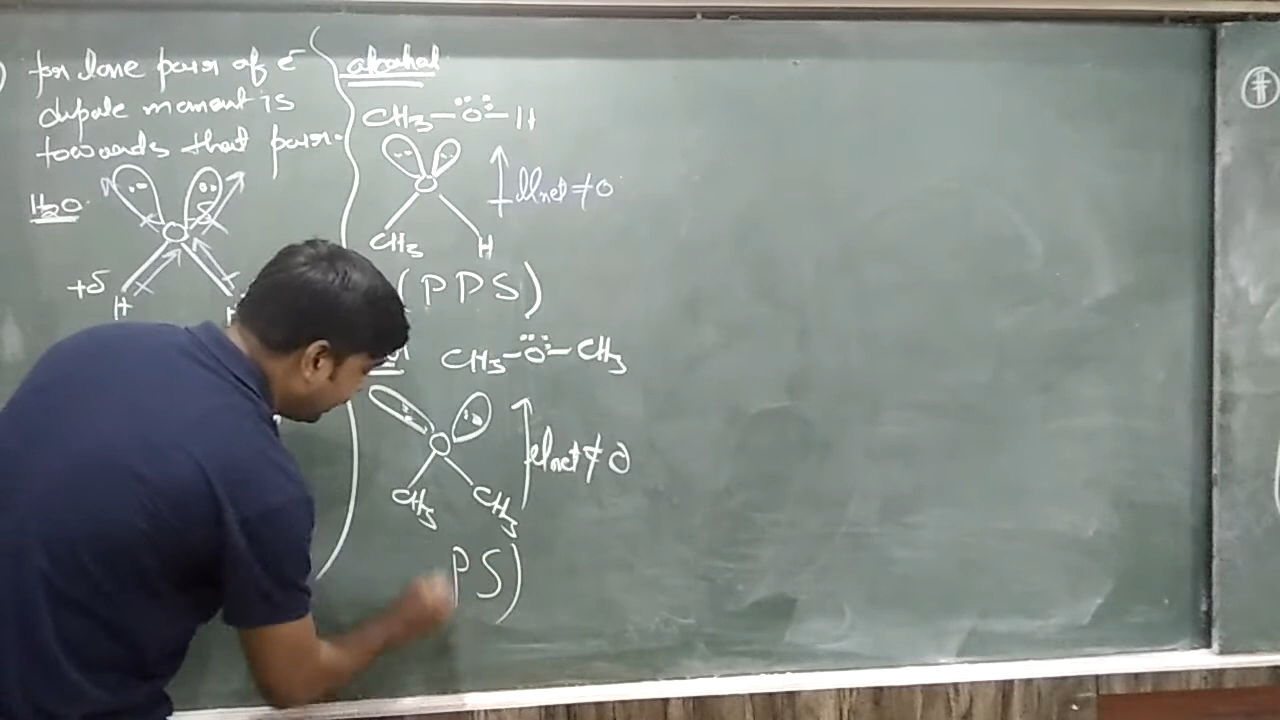 for lone pair of e⁻
dipole moment is
towards that pair.
H₂O
+δ
H
H
alcohol
CH₃–O–H
μnet ≠ 0
CH₃
H
(PPS)
CH₃–O–CH₃
μnet ≠ 0
CH₃
CH₃
PS)
#